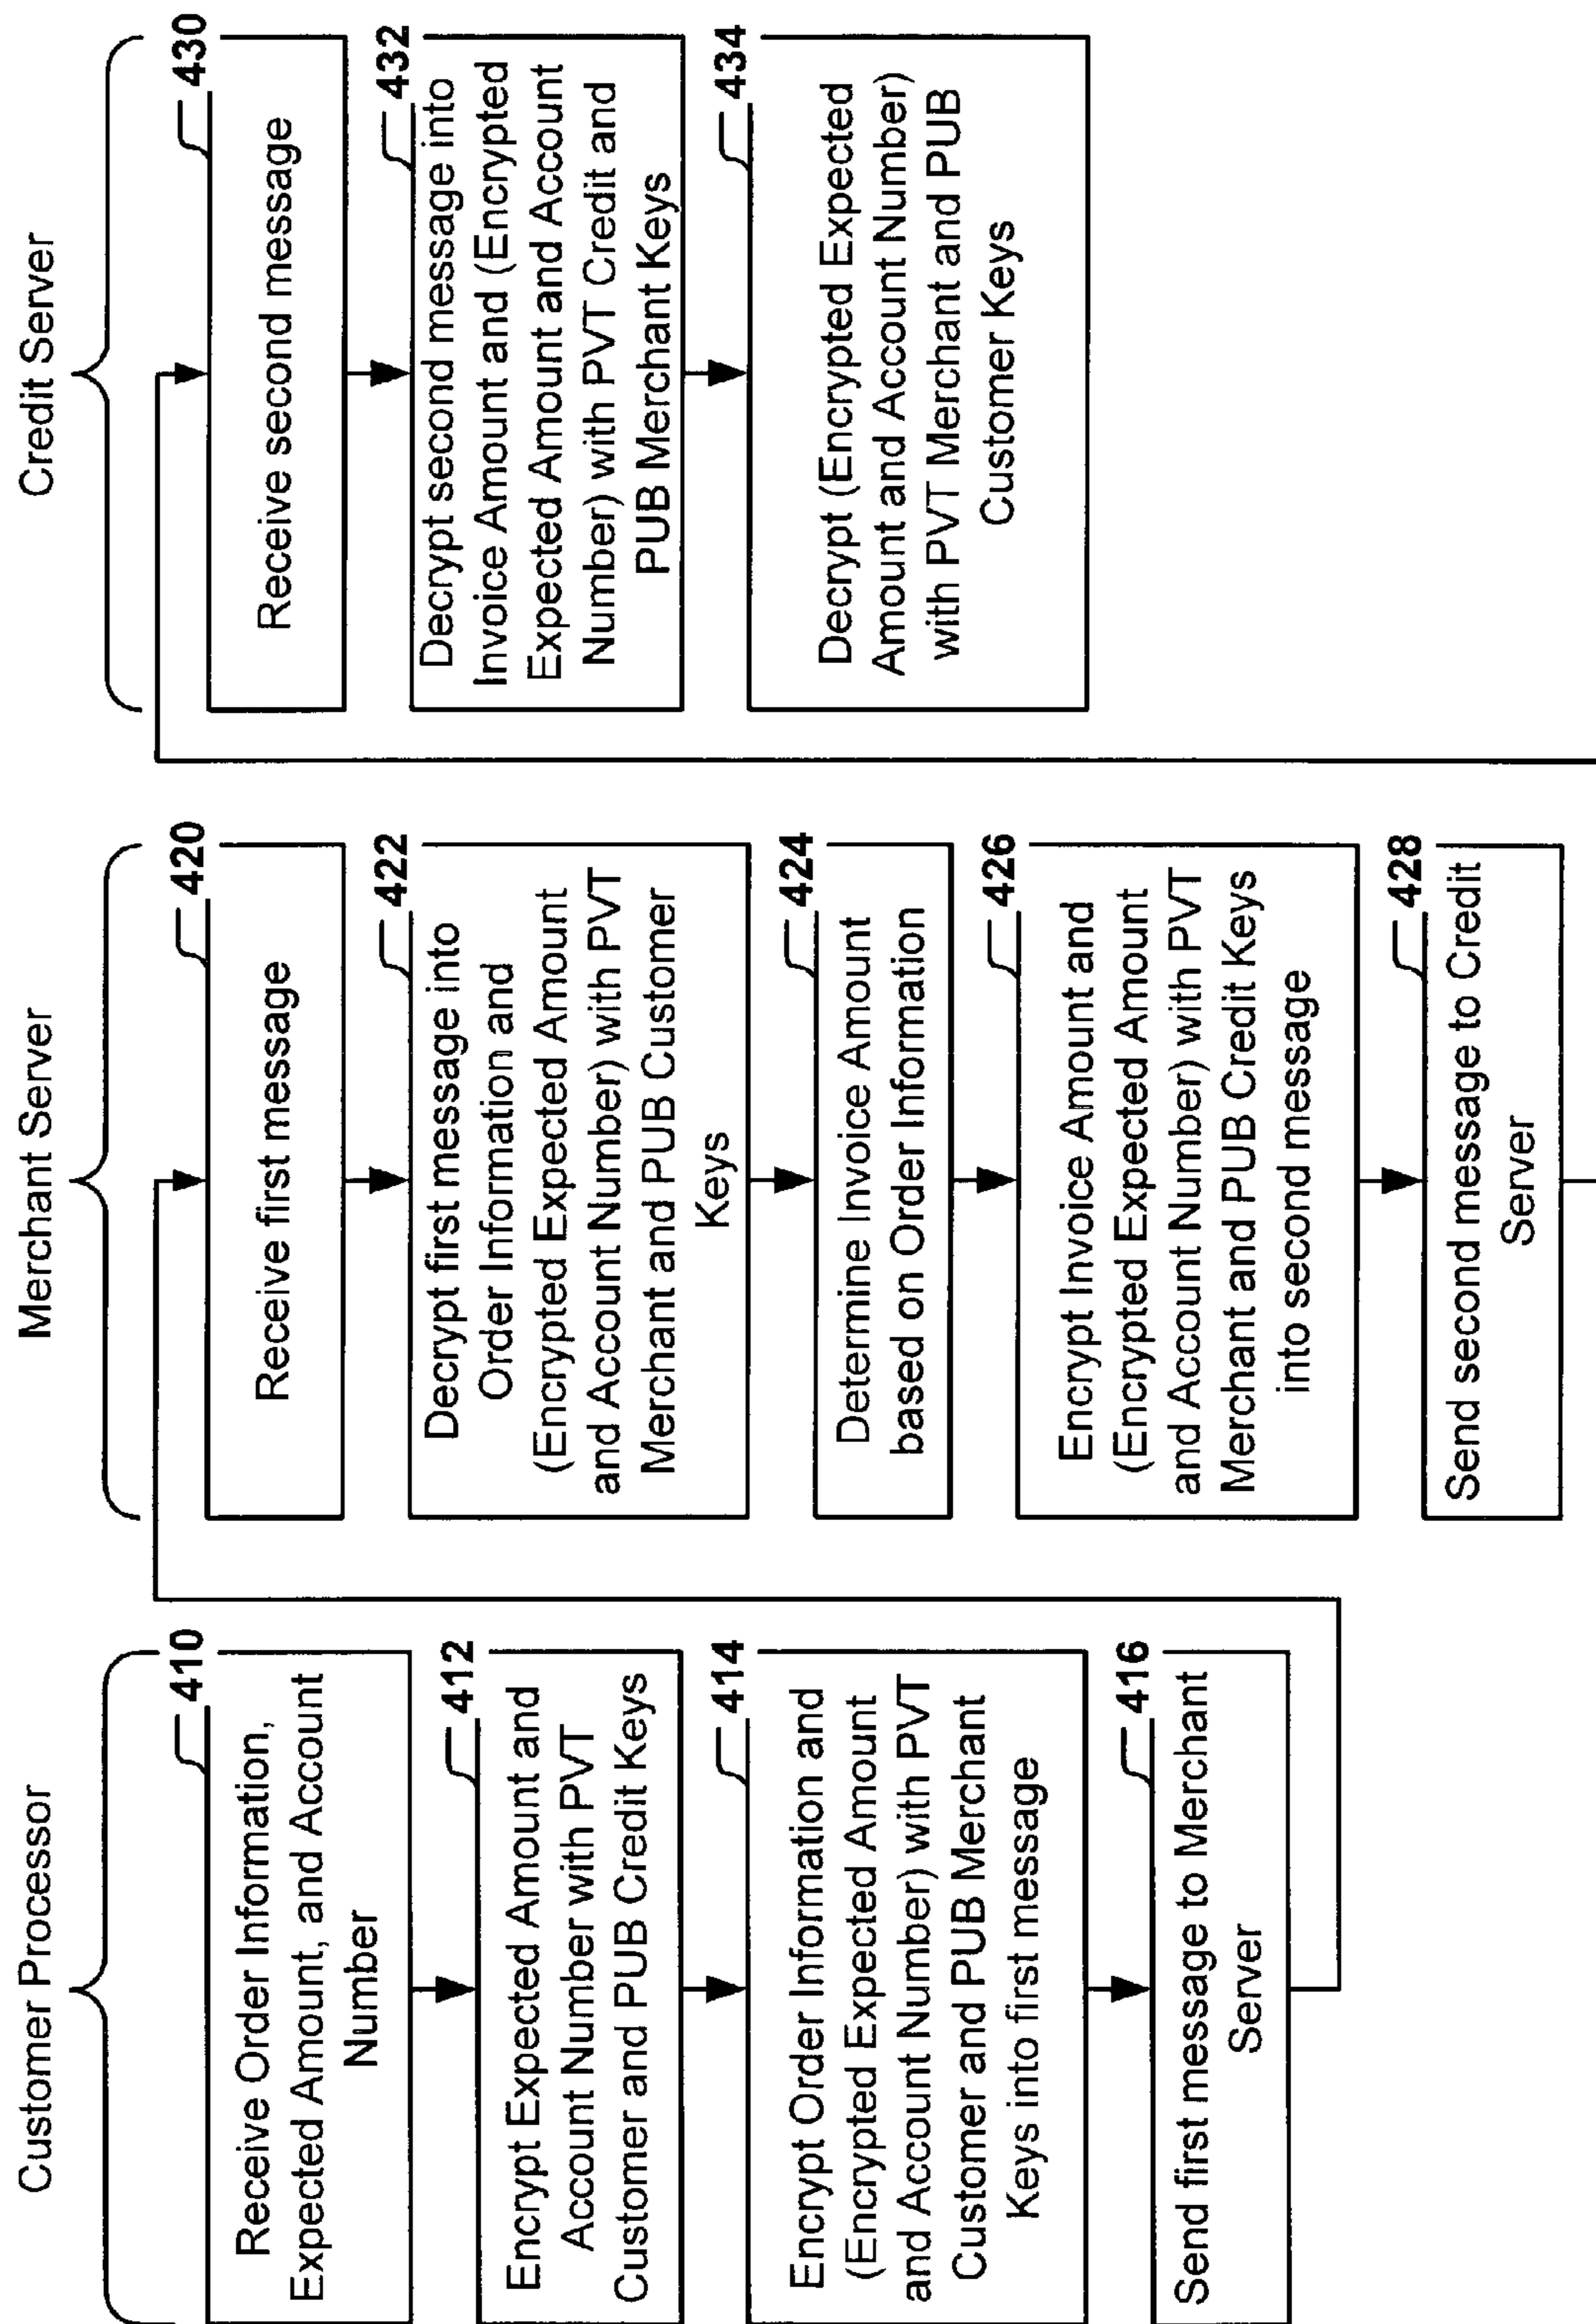 Customer Processor
410
Receive Order Information,
Expected Amount, and Account
Number
412
Encrypt Expected Amount and
Account Number with PVT
Customer and PUB Credit Keys
414
Encrypt Order Information and
(Encrypted Expected Amount
and Account Number) with PVT
Customer and PUB Merchant
Keys into first message
416
Send first message to Merchant
Server
Merchant Server
420
Receive first message
422
Decrypt first message into
Order Information and
(Encrypted Expected Amount
and Account Number) with PVT
Merchant and PUB Customer
Keys
424
Determine Invoice Amount
based on Order Information
426
Encrypt Invoice Amount and
(Encrypted Expected Amount
and Account Number) with PVT
Merchant and PUB Credit Keys
into second message
428
Send second message to Credit
Server
Credit Server
430
Receive second message
432
Decrypt second message into
Invoice Amount and (Encrypted
Expected Amount and Account
Number) with PVT Credit and
PUB Merchant Keys
434
Decrypt (Encrypted Expected
Amount and Account Number)
with PVT Merchant and PUB
Customer Keys